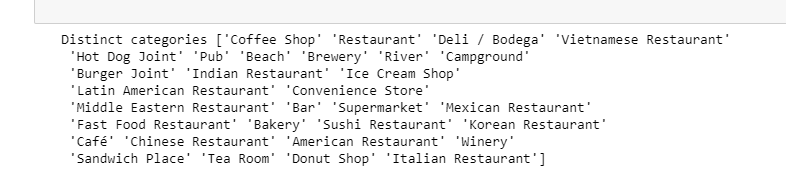 Distinct categories ['Coffee Shop' 'Restaurant' 'Deli / Bodega' 'Vietnamese Restaurant'
'Hot Dog Joint' 'Pub' 'Beach' 'Brewery' 'River' 'Campground'
'Burger Joint' 'Indian Restaurant' 'Ice Cream Shop'
'Latin American Restaurant' 'Convenience Store'
'Middle Eastern Restaurant' 'Bar' 'Supermarket' 'Mexican Restaurant'
'Fast Food Restaurant' 'Bakery' 'Sushi Restaurant' 'Korean Restaurant'
'Café' 'Chinese Restaurant' 'American Restaurant' 'Winery'
'Sandwich Place' 'Tea Room' 'Donut Shop' 'Italian Restaurant']